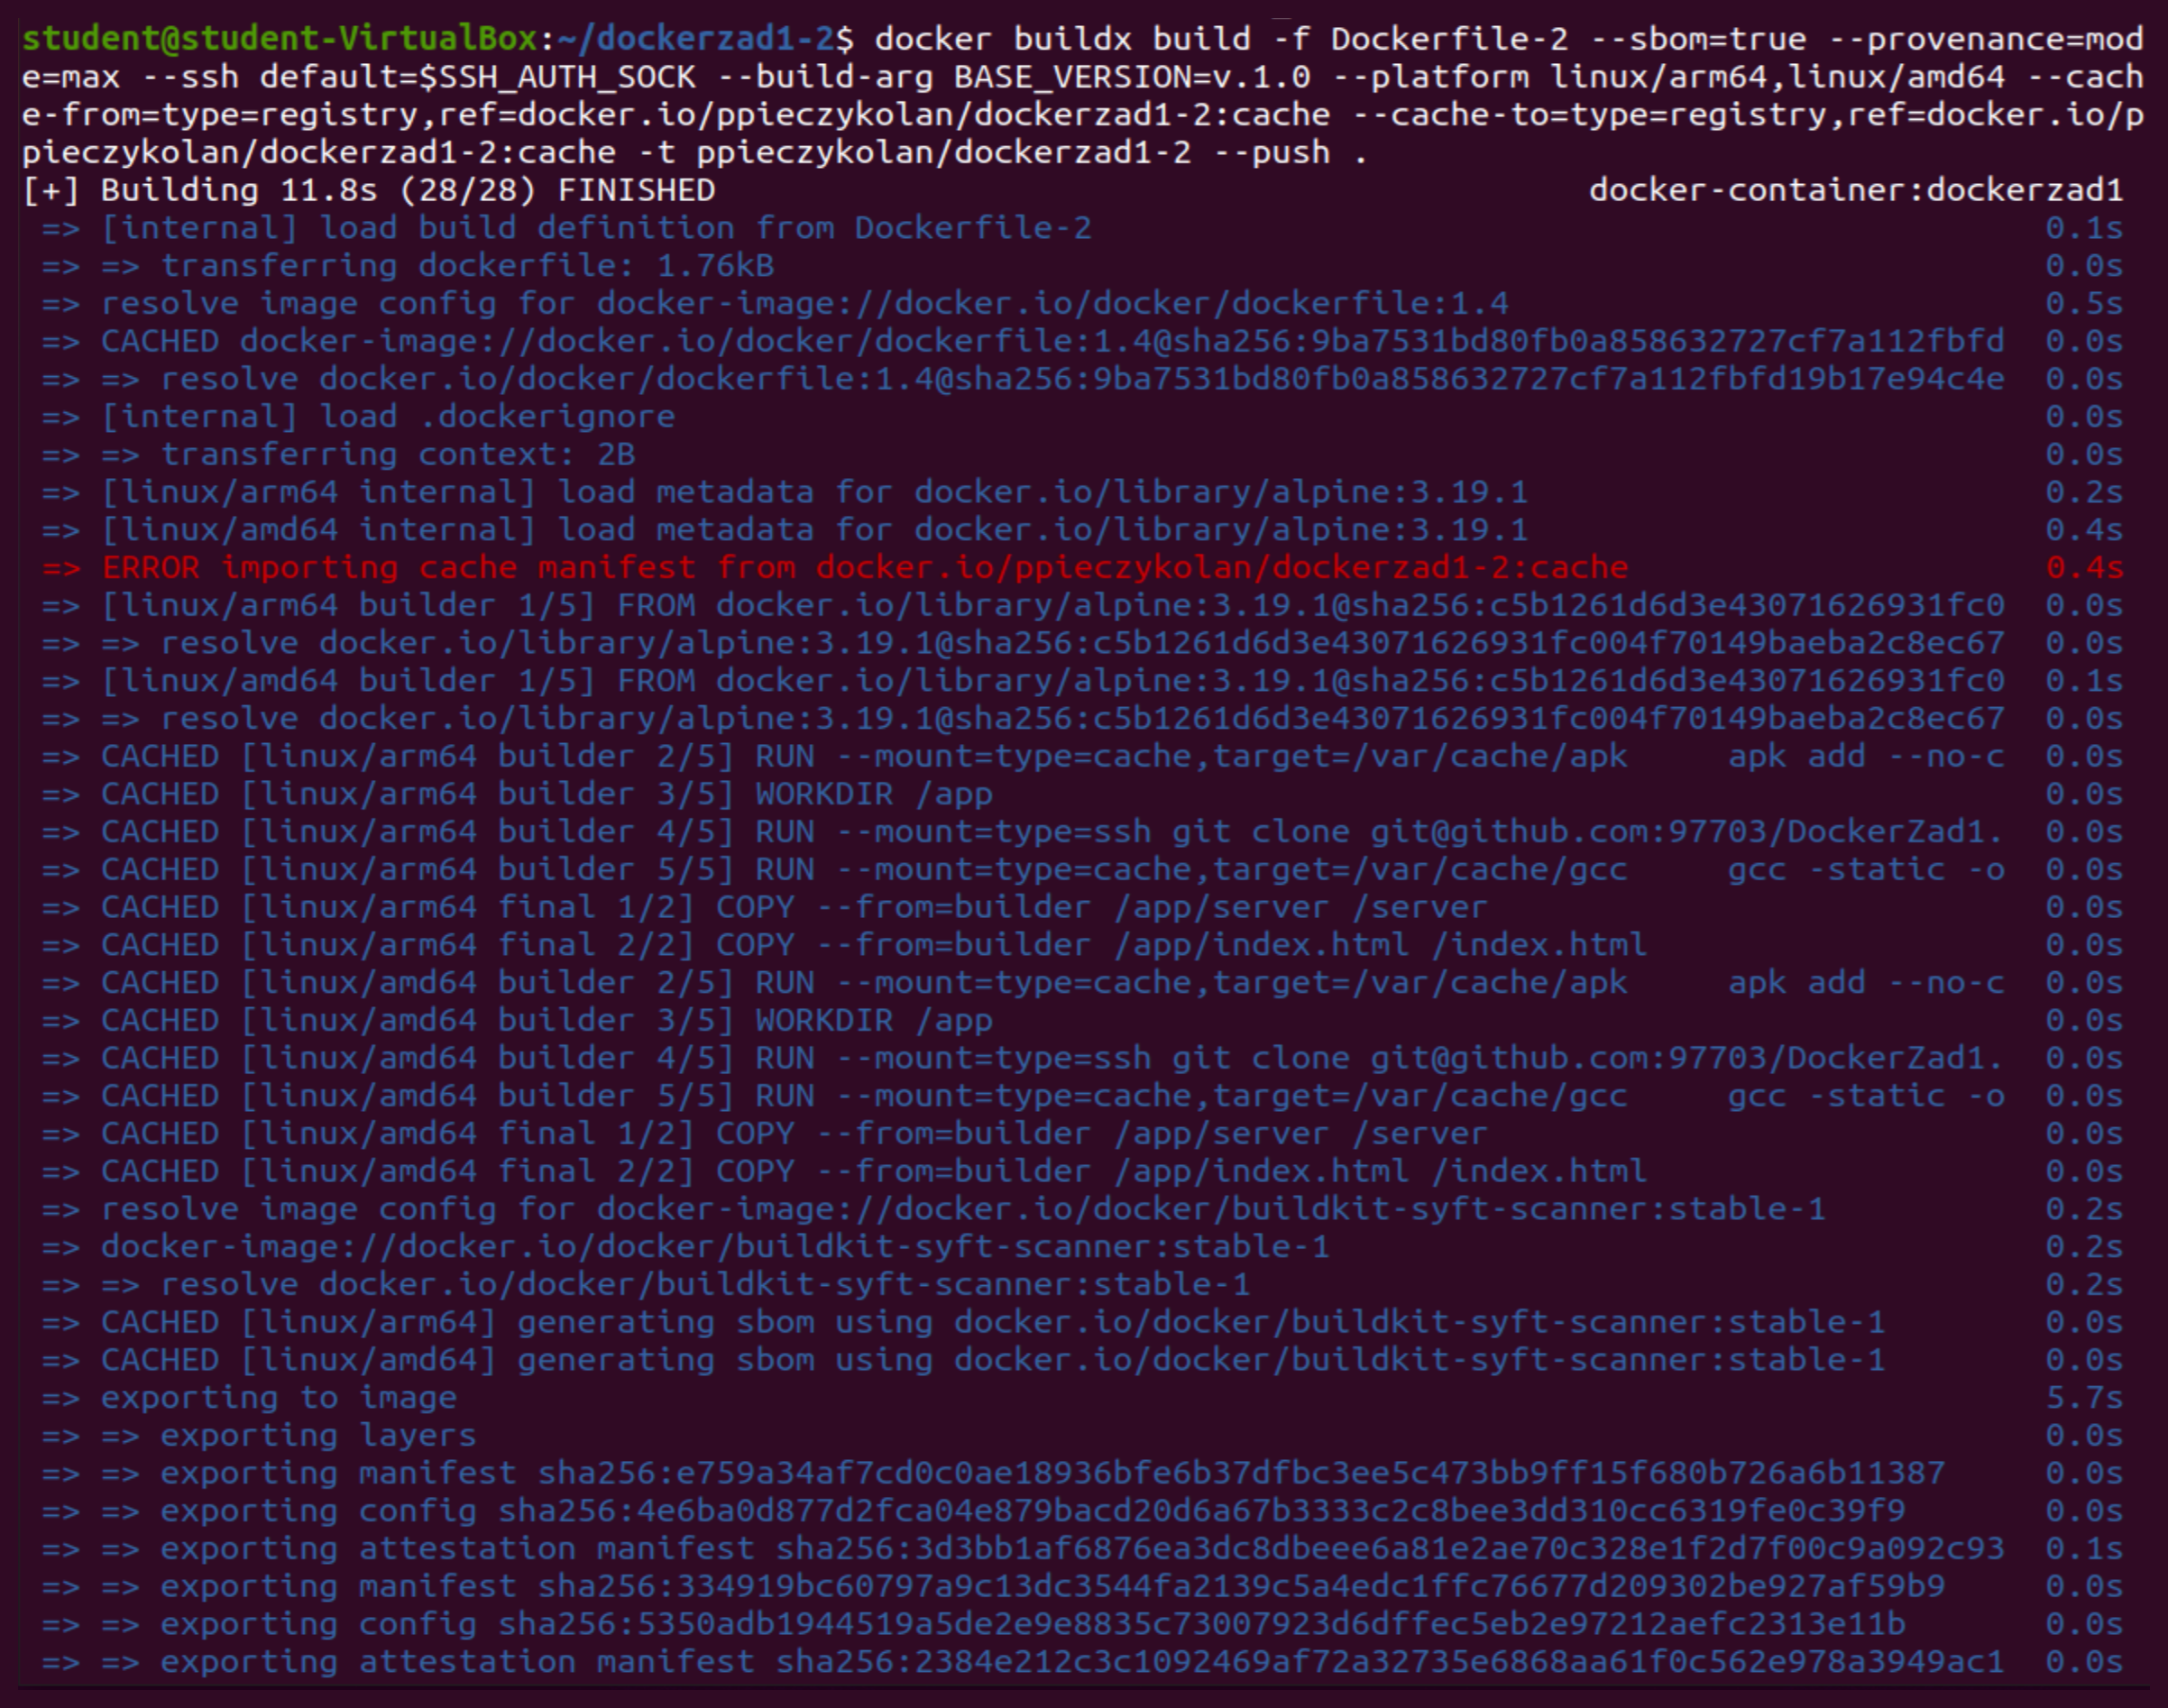 student@student-VirtualBox:~/dockerzad1-2$ docker buildx build -f Dockerfile-2 --sbom=true --provenance=mod
e=max --ssh default=$SSH_AUTH_SOCK --build-arg BASE_VERSION=v.1.0 --platform linux/arm64,linux/amd64 --cach
e-from=type=registry,ref=docker.io/ppieczykolan/dockerzad1-2:cache --cache-to=type=registry,ref=docker.io/p
pieczykolan/dockerzad1-2:cache -t ppieczykolan/dockerzad1-2 --push .
[+] Building 11.8s (28/28) FINISHED docker-container:dockerzad1
=> [internal] load build definition from Dockerfile-2 0.1s
=> => transferring dockerfile: 1.76kB 0.0s
=> resolve image config for docker-image://docker.io/docker/dockerfile:1.4 0.5s
=> CACHED docker-image://docker.io/docker/dockerfile:1.4@sha256:9ba7531bd80fb0a858632727cf7a112fbfd 0.0s
=> => resolve docker.io/docker/dockerfile:1.4@sha256:9ba7531bd80fb0a858632727cf7a112fbfd19b17e94c4e 0.0s
=> [internal] load .dockerignore 0.0s
=> => transferring context: 2B 0.0s
=> [linux/arm64 internal] load metadata for docker.io/library/alpine:3.19.1 0.2s
=> [linux/amd64 internal] load metadata for docker.io/library/alpine:3.19.1 0.4s
=> ERROR importing cache manifest from docker.io/ppieczykolan/dockerzad1-2:cache 0.4s
=> [linux/arm64 builder 1/5] FROM docker.io/library/alpine:3.19.1@sha256:c5b1261d6d3e43071626931fc0 0.0s
=> => resolve docker.io/library/alpine:3.19.1@sha256:c5b1261d6d3e43071626931fc004f70149baeba2c8ec67 0.0s
=> [linux/amd64 builder 1/5] FROM docker.io/library/alpine:3.19.1@sha256:c5b1261d6d3e43071626931fc0 0.1s
=> => resolve docker.io/library/alpine:3.19.1@sha256:c5b1261d6d3e43071626931fc004f70149baeba2c8ec67 0.0s
=> CACHED [linux/arm64 builder 2/5] RUN --mount=type=cache,target=/var/cache/apk     apk add --no-c 0.0s
=> CACHED [linux/arm64 builder 3/5] WORKDIR /app 0.0s
=> CACHED [linux/arm64 builder 4/5] RUN --mount=type=ssh git clone git@github.com:97703/DockerZad1. 0.0s
=> CACHED [linux/arm64 builder 5/5] RUN --mount=type=cache,target=/var/cache/gcc     gcc -static -o 0.0s
=> CACHED [linux/arm64 final 1/2] COPY --from=builder /app/server /server 0.0s
=> CACHED [linux/arm64 final 2/2] COPY --from=builder /app/index.html /index.html 0.0s
=> CACHED [linux/amd64 builder 2/5] RUN --mount=type=cache,target=/var/cache/apk     apk add --no-c 0.0s
=> CACHED [linux/amd64 builder 3/5] WORKDIR /app 0.0s
=> CACHED [linux/amd64 builder 4/5] RUN --mount=type=ssh git clone git@github.com:97703/DockerZad1. 0.0s
=> CACHED [linux/amd64 builder 5/5] RUN --mount=type=cache,target=/var/cache/gcc     gcc -static -o 0.0s
=> CACHED [linux/amd64 final 1/2] COPY --from=builder /app/server /server 0.0s
=> CACHED [linux/amd64 final 2/2] COPY --from=builder /app/index.html /index.html 0.0s
=> resolve image config for docker-image://docker.io/docker/buildkit-syft-scanner:stable-1 0.2s
=> docker-image://docker.io/docker/buildkit-syft-scanner:stable-1 0.2s
=> => resolve docker.io/docker/buildkit-syft-scanner:stable-1 0.2s
=> CACHED [linux/arm64] generating sbom using docker.io/docker/buildkit-syft-scanner:stable-1 0.0s
=> CACHED [linux/amd64] generating sbom using docker.io/docker/buildkit-syft-scanner:stable-1 0.0s
=> exporting to image 5.7s
=> => exporting layers 0.0s
=> => exporting manifest sha256:e759a34af7cd0c0ae18936bfe6b37dfbc3ee5c473bb9ff15f680b726a6b11387 0.0s
=> => exporting config sha256:4e6ba0d877d2fca04e879bacd20d6a67b3333c2c8bee3dd310cc6319fe0c39f9 0.0s
=> => exporting attestation manifest sha256:3d3bb1af6876ea3dc8dbeee6a81e2ae70c328e1f2d7f00c9a092c93 0.1s
=> => exporting manifest sha256:334919bc60797a9c13dc3544fa2139c5a4edc1ffc76677d209302be927af59b9 0.0s
=> => exporting config sha256:5350adb1944519a5de2e9e8835c73007923d6dffec5eb2e97212aefc2313e11b 0.0s
=> => exporting attestation manifest sha256:2384e212c3c1092469af72a32735e6868aa61f0c562e978a3949ac1 0.0s